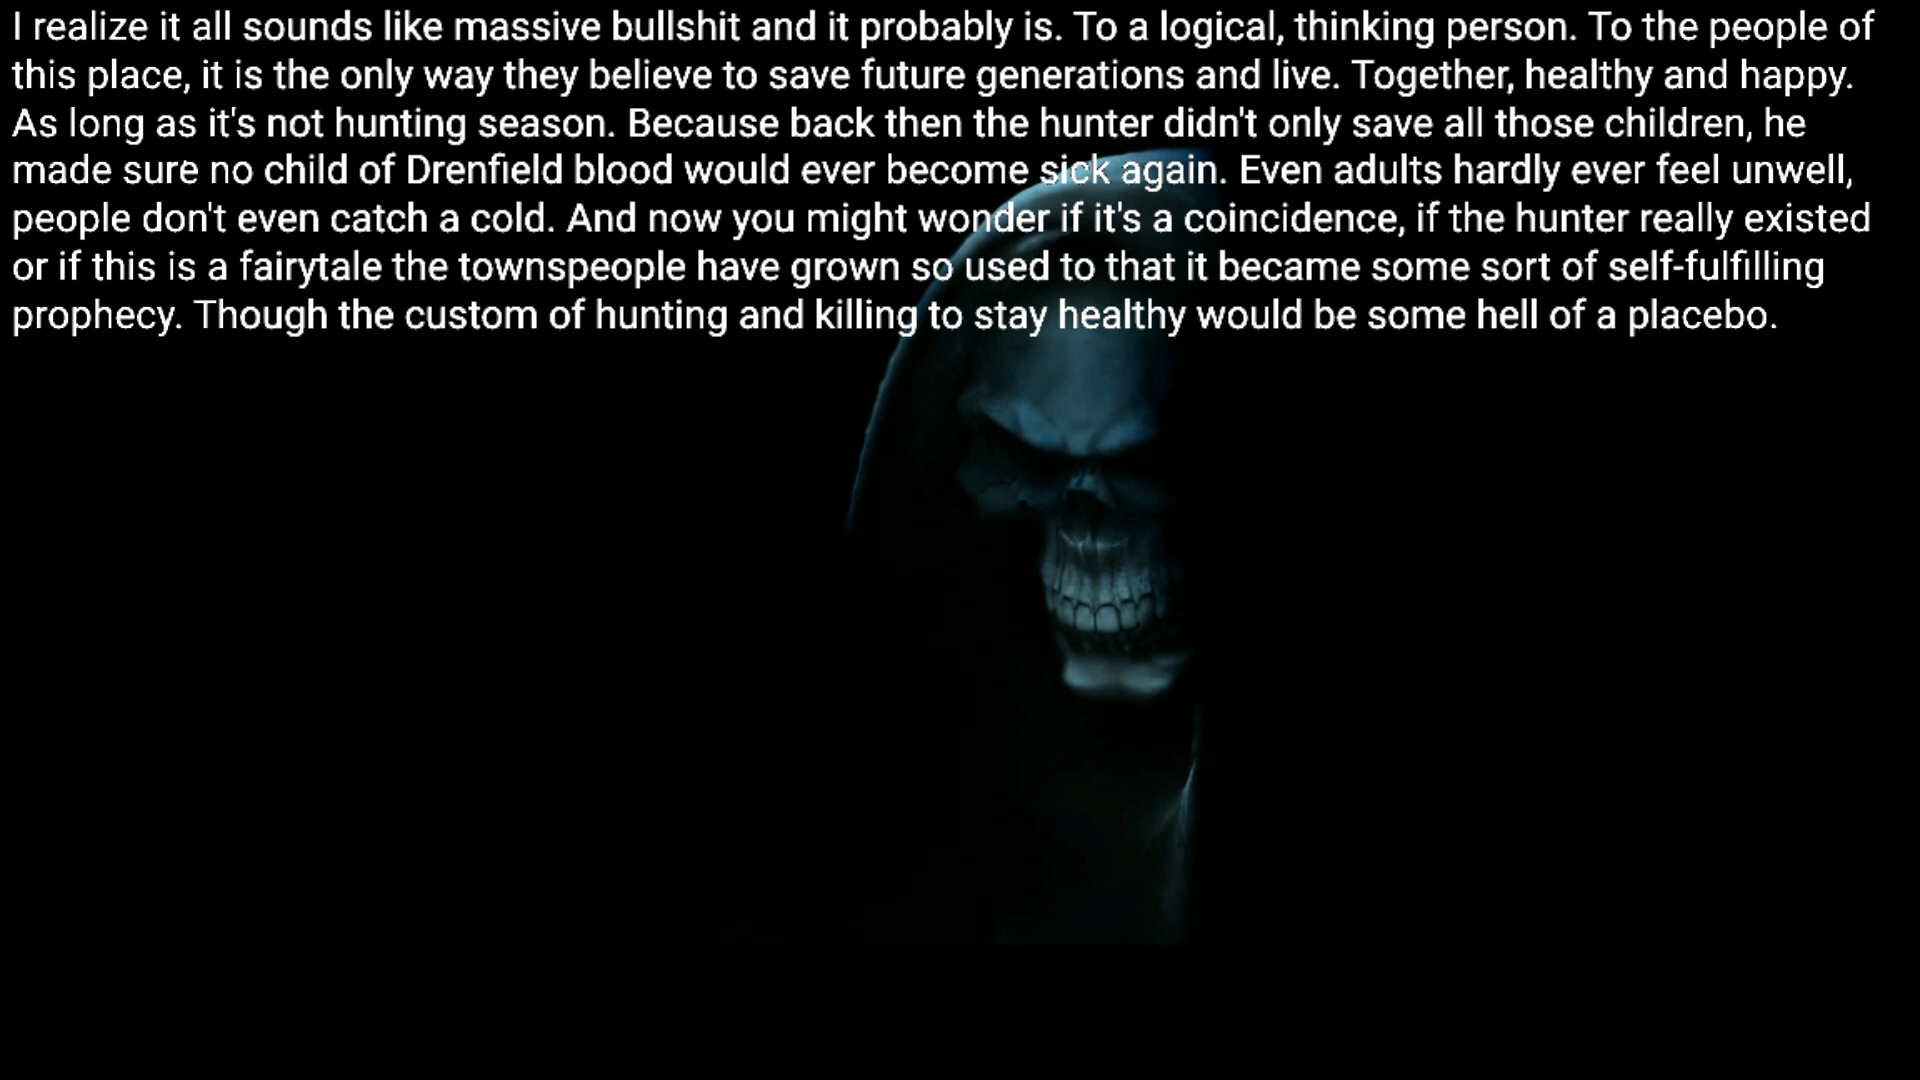 I realize it all sounds like massive bullshit and it probably is. To a logical, thinking person. To the people of
this place, it is the only way they believe to save future generations and live. Together, healthy and happy.
As long as it's not hunting season. Because back then the hunter didn't only save all those children, he
made sure no child of Drenfield blood would ever become sick again. Even adults hardly ever feel unwell,
people don't even catch a cold. And now you might wonder if it's a coincidence, if the hunter really existed
or if this is a fairytale the townspeople have grown so used to that it became some sort of self-fulfilling
prophecy. Though the custom of hunting and killing to stay healthy would be some hell of a placebo.